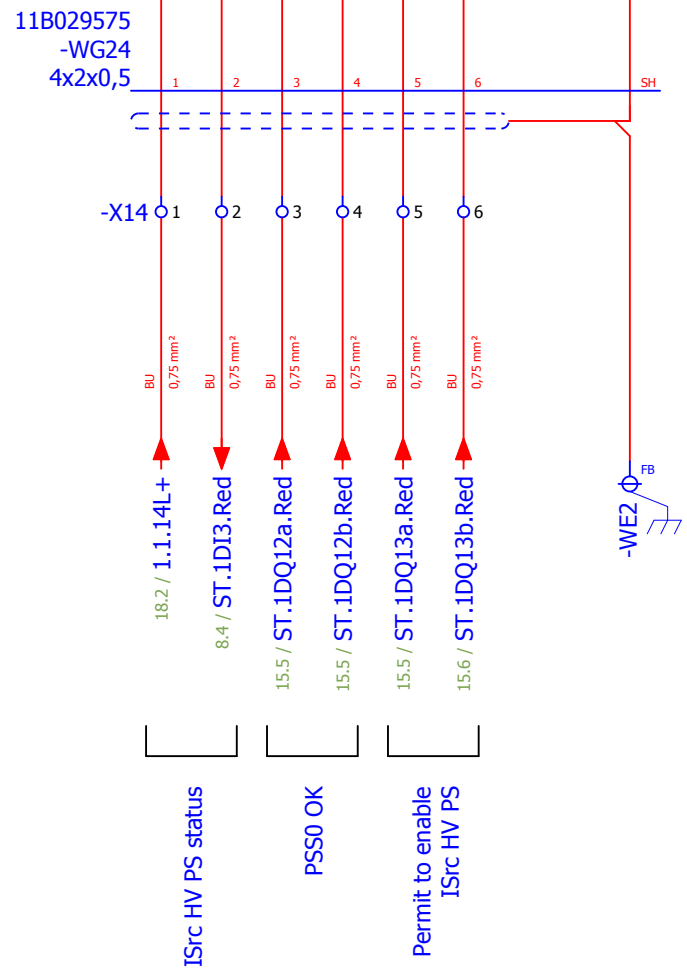 11B029575
-WG24
4x2x0,5
1 2 3 4 5 6 SH
-X14 1 2 3 4 5 6
BU 0,75 mm²
BU 0,75 mm²
BU 0,75 mm²
BU 0,75 mm²
BU 0,75 mm²
BU 0,75 mm²
18.2 / 1.1.14L+
8.4 / ST.1DI3.Red
15.5 / ST.1DQ12a.Red
15.5 / ST.1DQ12b.Red
15.5 / ST.1DQ13a.Red
15.6 / ST.1DQ13b.Red
FB
-WE2
ISrc HV PS status
PSS0 OK
Permit to enable
ISrc HV PS